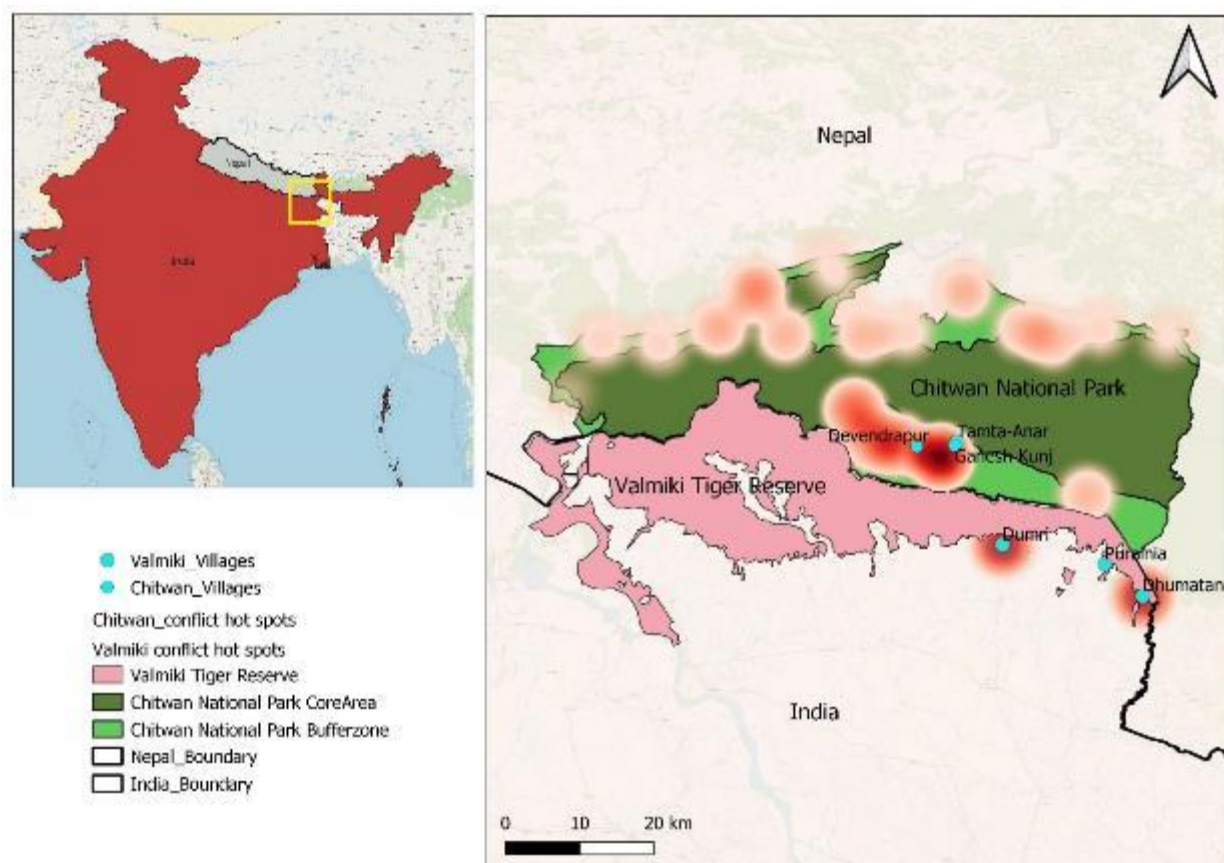 Nepal
India
Nepal
Chitwan National Park
Devendrapur
Tamta-Anar
Ganesh-Kunj
Valmiki Tiger Reserve
Dumri
Purainia
Dhumatand
India
0 10 20 km
Valmiki_Villages
Chitwan_Villages
Chitwan_conflict hot spots
Valmiki conflict hot spots
Valmiki Tiger Reserve
Chitwan National Park CoreArea
Chitwan National Park Bufferzone
Nepal_Boundary
India_Boundary